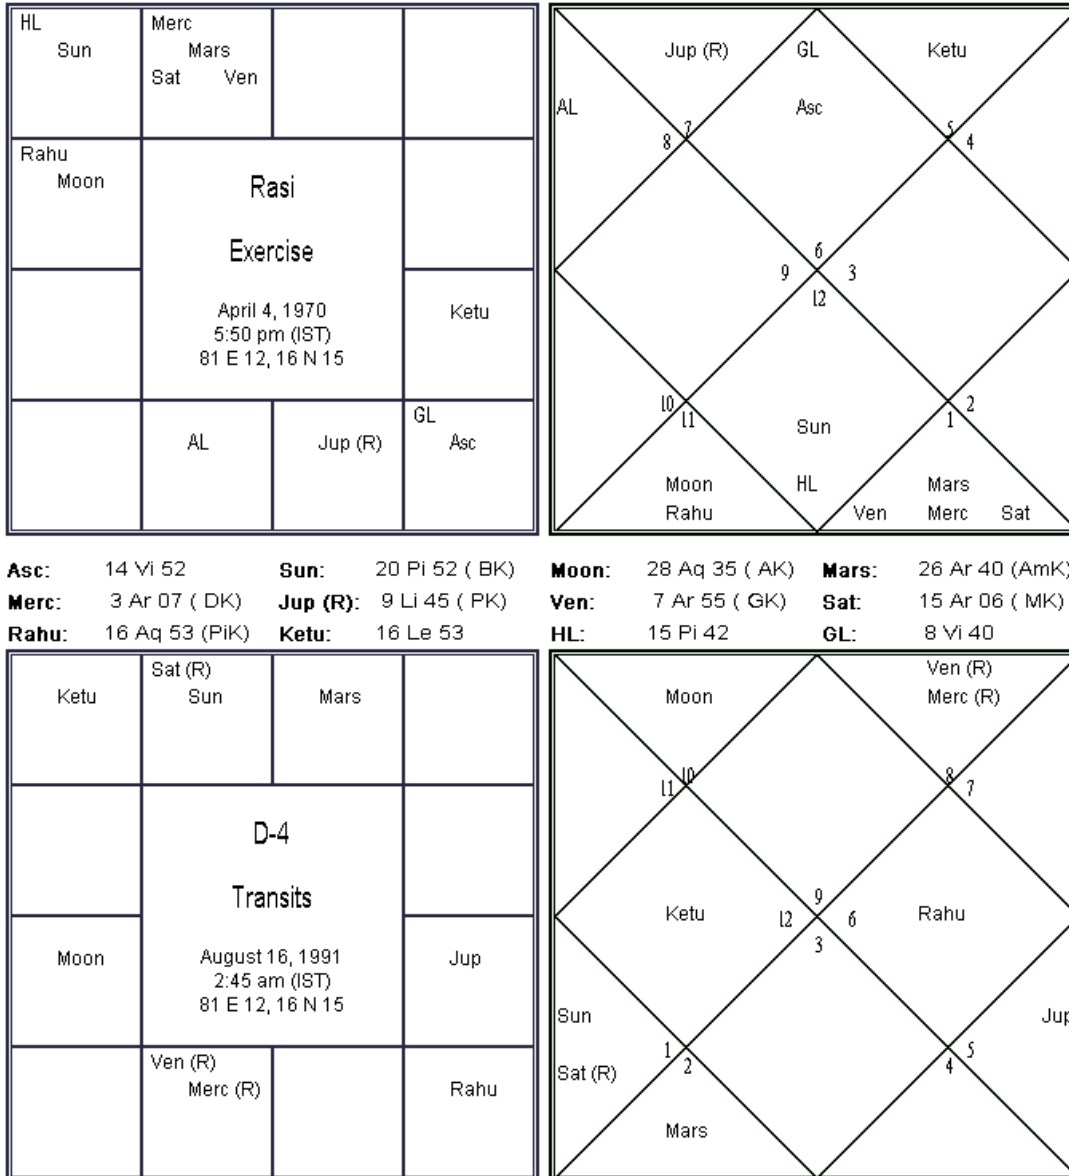 HL
Sun
Merc
Mars
Sat Ven
Rahu
Moon
Rasi
Exercise
April 4, 1970
5:50 pm (IST)
81 E 12, 16 N 15
Ketu
AL
Jup (R)
GL
Asc
Jup (R)
GL
Ketu
AL
Asc
7
8
5
4
6
9
3
12
10
11
2
1
Sun
Moon
HL
Mars
Rahu
Ven
Merc
Sat
Asc: 14 Vi 52 Sun: 20 Pi 52 ( BK) Moon: 28 Aq 35 ( AK) Mars: 26 Ar 40 (AmK)
Merc: 3 Ar 07 ( DK) Jup (R): 9 Li 45 ( PK) Ven: 7 Ar 55 ( GK) Sat: 15 Ar 06 ( MK)
Rahu: 16 Aq 53 (PiK) Ketu: 16 Le 53 HL: 15 Pi 42 GL: 8 Vi 40
Ketu
Sat (R)
Sun
Mars
D-4
Transits
August 16, 1991
2:45 am (IST)
81 E 12, 16 N 15
Moon
Jup
Ven (R)
Merc (R)
Rahu
Moon
Ven (R)
Merc (R)
10
11
8
7
9
Ketu
12
6
Rahu
3
Sun
Jup
1
2
5
4
Sat (R)
Mars